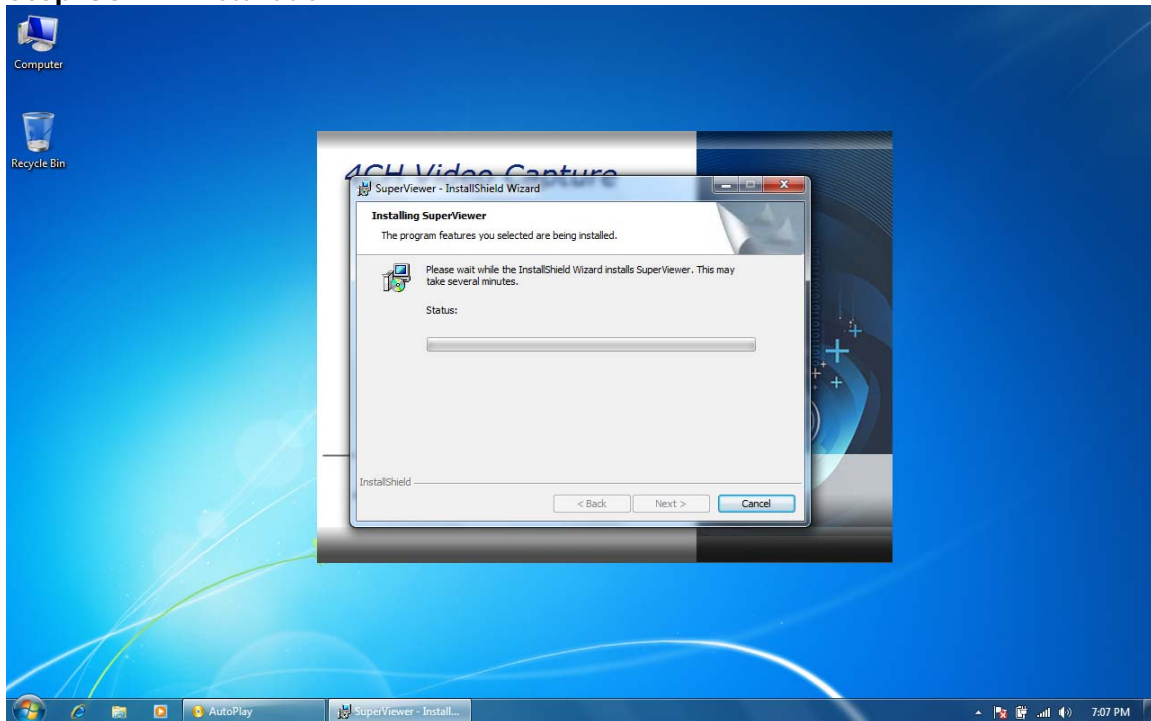 Computer
Recycle Bin
4CH Video Capture
SuperViewer - InstallShield Wizard
Installing SuperViewer
The program features you selected are being installed.
Please wait while the InstallShield Wizard installs SuperViewer. This may
take several minutes.
Status:
InstallShield
< Back
Next >
Cancel
AutoPlay
SuperViewer - Install...
7:07 PM